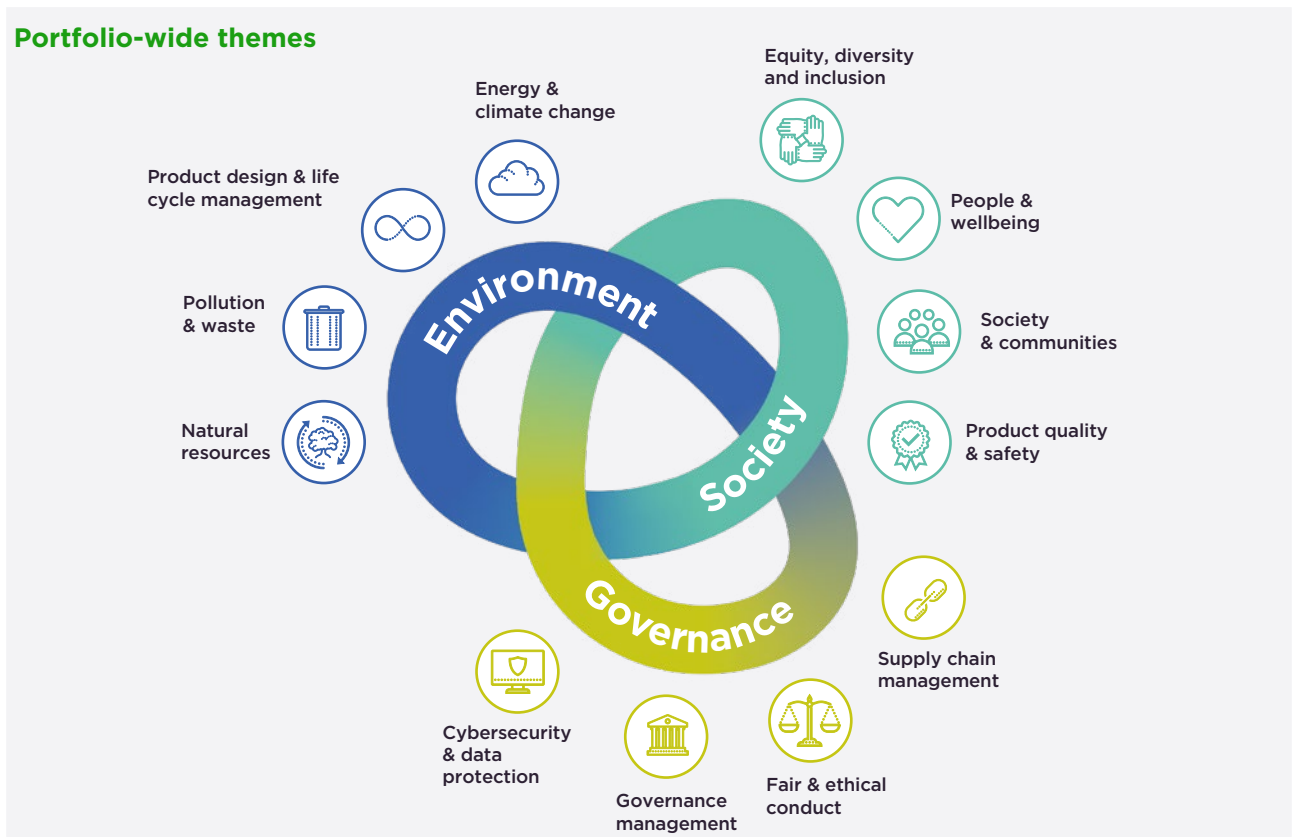 Portfolio-wide themes
Equity, diversity
and inclusion
Energy &
climate change
Product design & life
cycle management
People &
wellbeing
Pollution
& waste
Society
& communities
Natural
resources
Product quality
& safety
Environment
Society
Governance
Supply chain
management
Cybersecurity
& data
protection
Fair & ethical
conduct
Governance
management